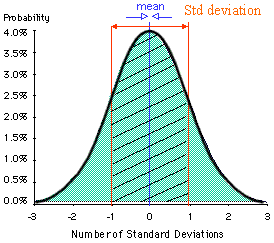 mean
Std deviation
Probability
4.0%
3.5%
3.0%
2.5%
2.0%
1.5%
1.0%
0.5%
0.0%
-3 -2 -1 0 1 2 3
Number of Standard Deviations